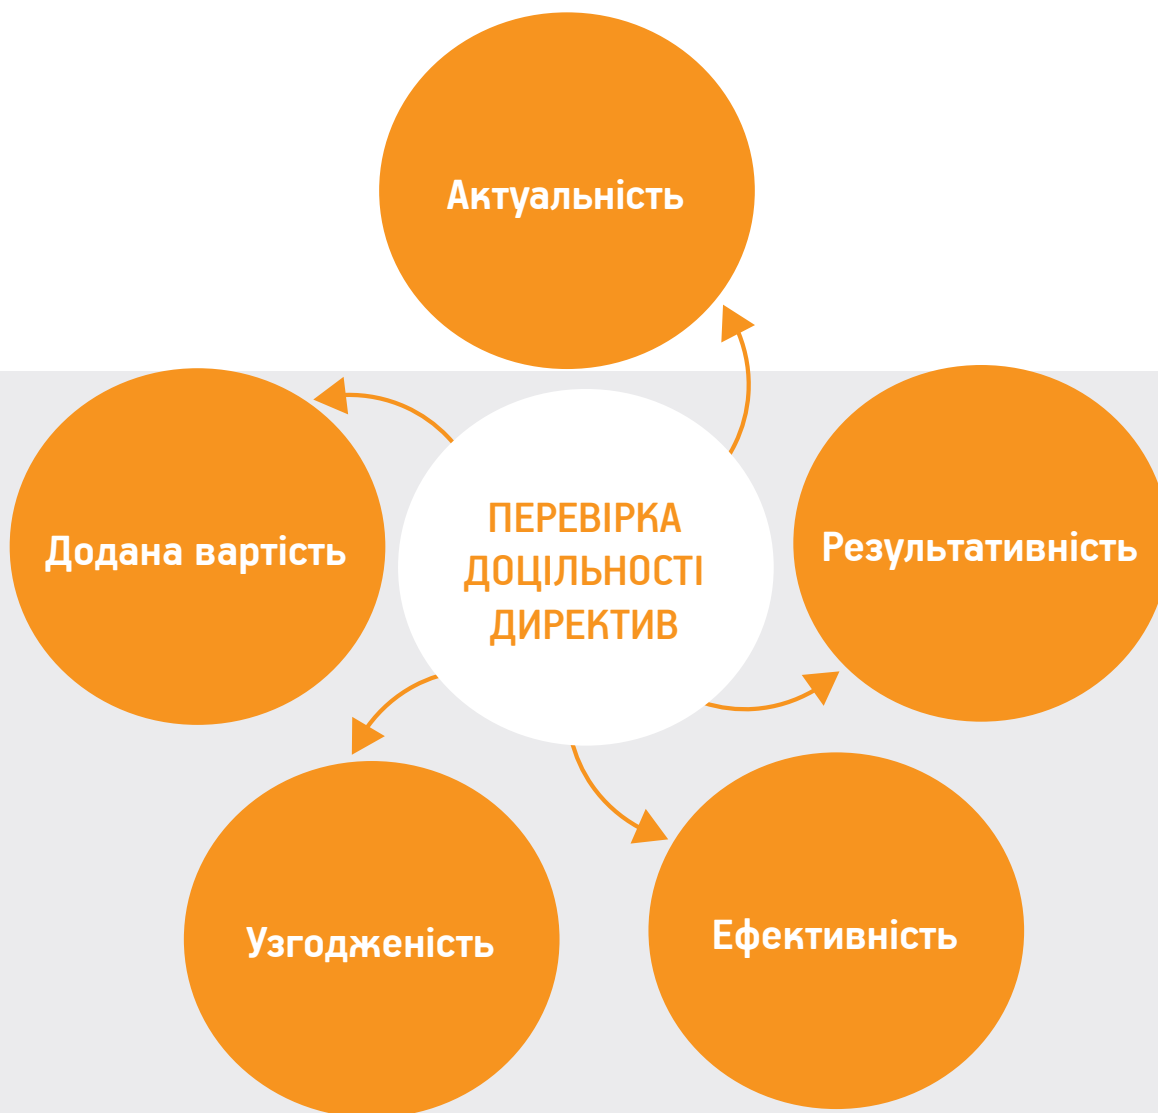 Актуальність
Додана вартість
ПЕРЕВІРКА
ДОЦІЛЬНОСТІ
ДИРЕКТИВ
Результативність
Узгодженість
Ефективність